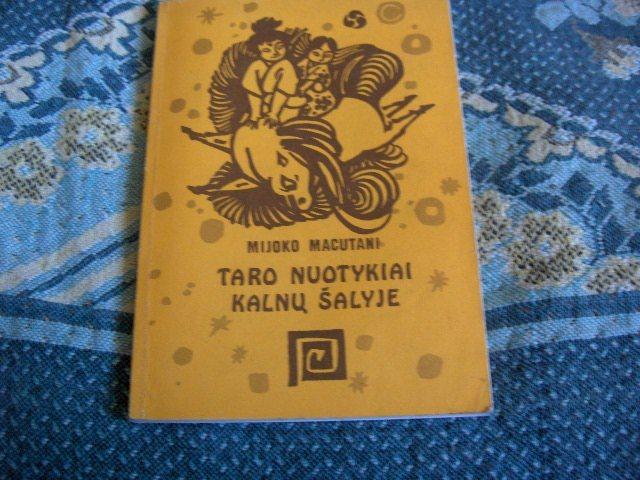 MIJOKO MACUTANI
TARO NUOTYKIAI
KALNŲ ŠALYJE